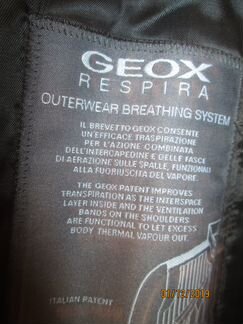 GEOX
RESPIRA
OUTERWEAR BREATHING SYSTEM
IL BREVETTO GEOX CONSENTE
UN'EFFICACE TRASPIRAZIONE
PER L'AZIONE COMBINATA
DELL'INTERCAPEDINE E DELLE FASCE
DI AERAZIONE SULLE SPALLE, FUNZIONALI
ALLA FUORIUSCITA DEL VAPORE.
THE GEOX PATENT IMPROVES
TRANSPIRATION AS THE INTERSPACE
LAYER INSIDE AND THE VENTILATION
BANDS ON THE SHOULDERS
ARE FUNCTIONAL TO LET EXCESS
BODY THERMAL VAPOUR OUT.
ITALIAN PATENT